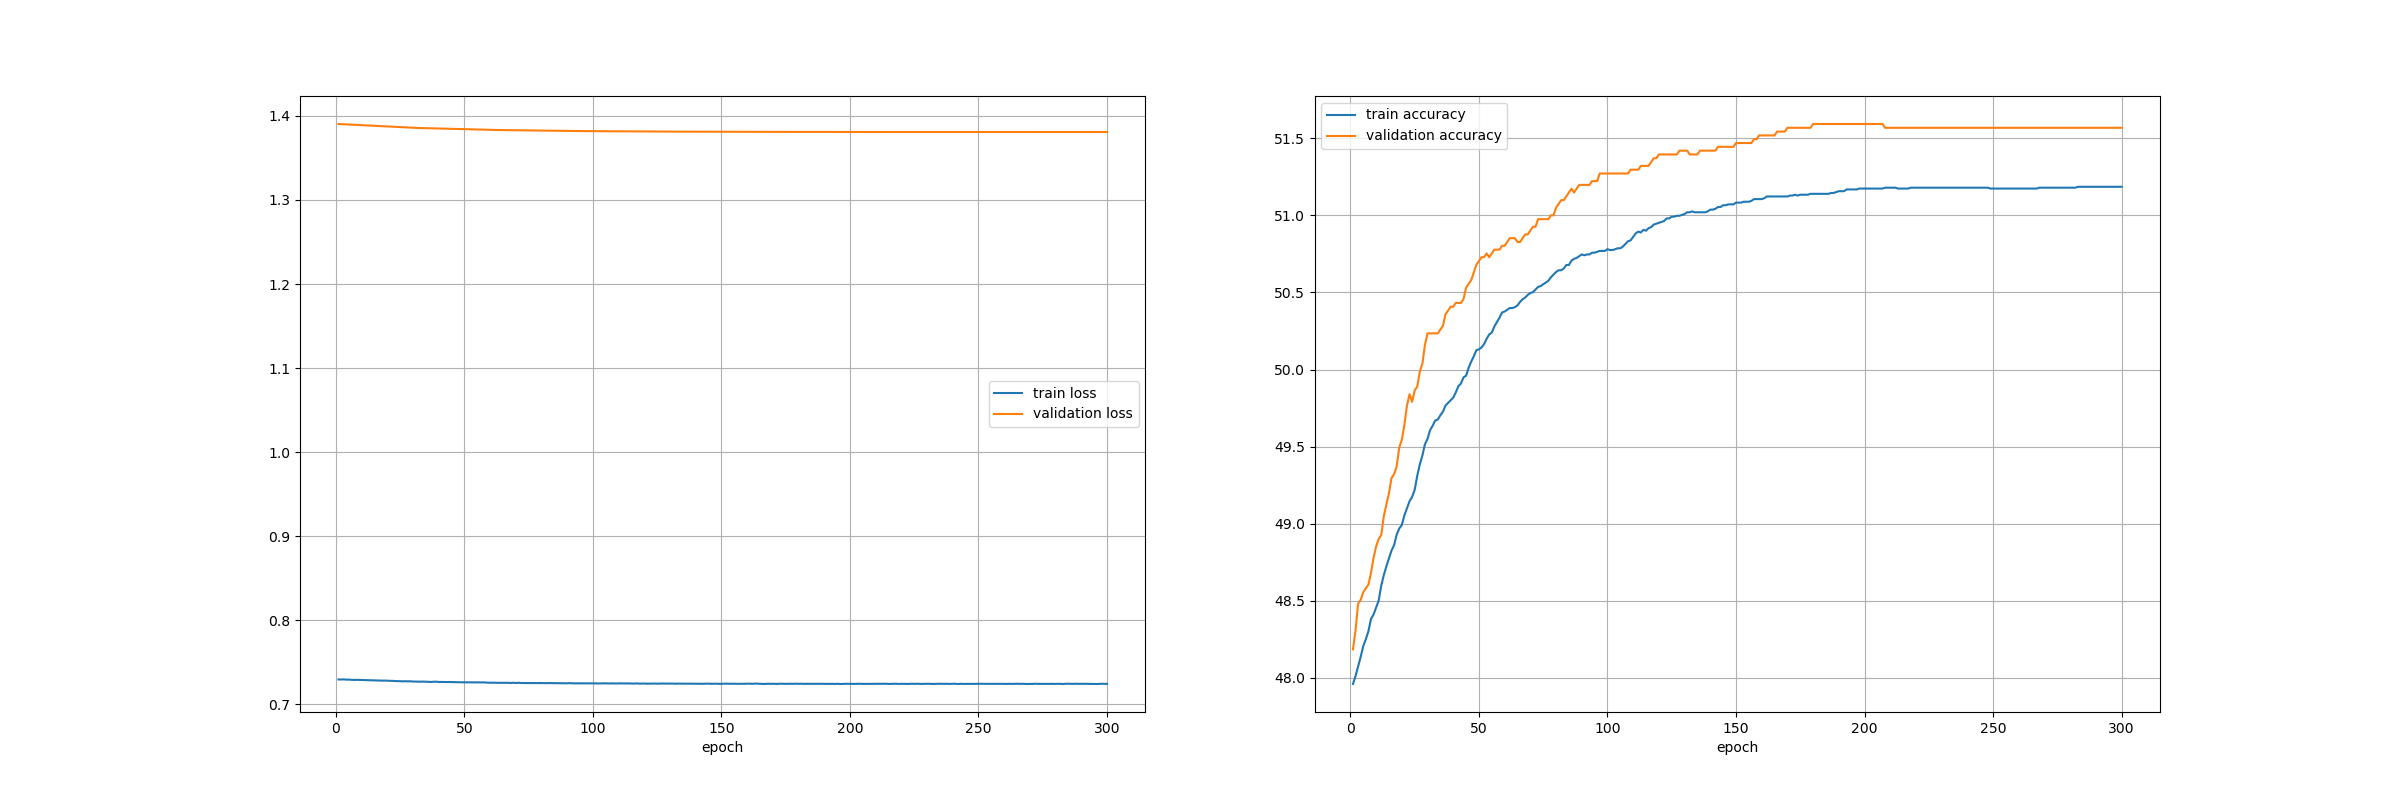 1.4
1.3
1.2
1.1
1.0
0.9
0.8
0.7
0 50 100 150 200 250 300
epoch
train loss
validation loss
train accuracy
validation accuracy
51.5
51.0
50.5
50.0
49.5
49.0
48.5
48.0
0 50 100 150 200 250 300
epoch